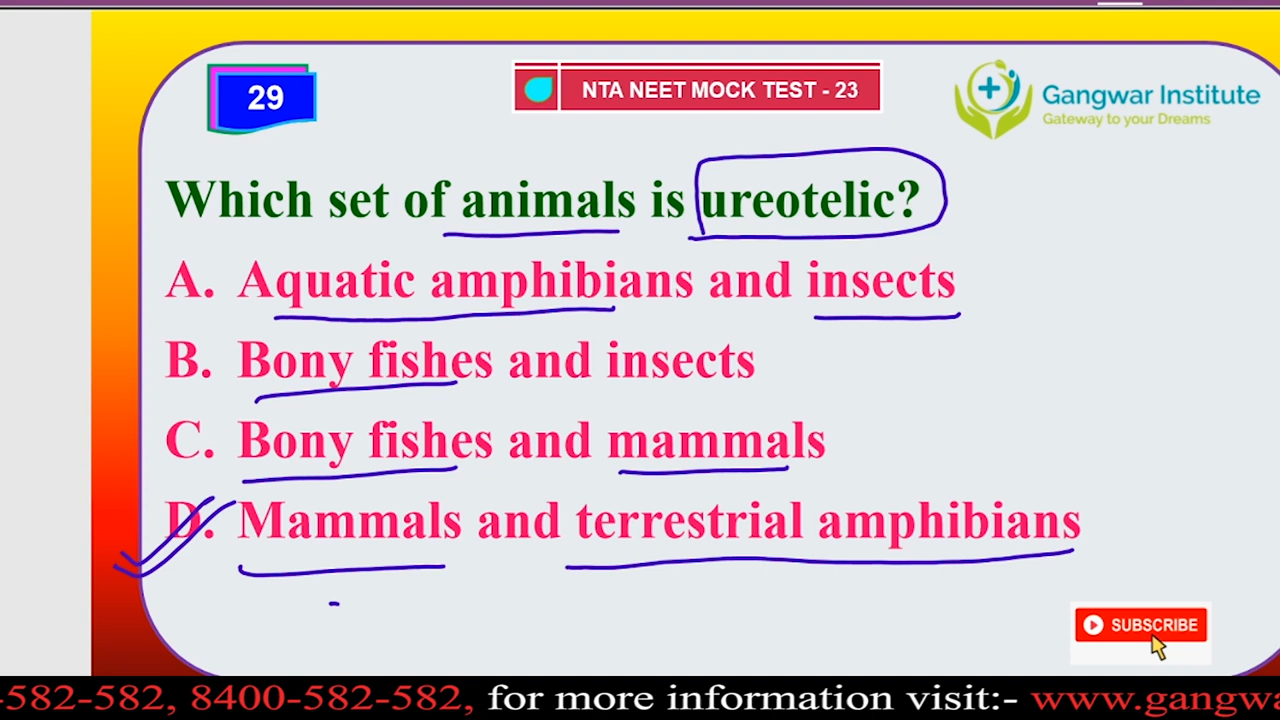 29
NTA NEET MOCK TEST - 23
Gangwar Institute
Gateway to your Dreams
Which set of animals is ureotelic?
A. Aquatic amphibians and insects
B. Bony fishes and insects
C. Bony fishes and mammals
D. Mammals and terrestrial amphibians
SUBSCRIBE
-582-582, 8400-582-582, for more information visit:- www.gangwa